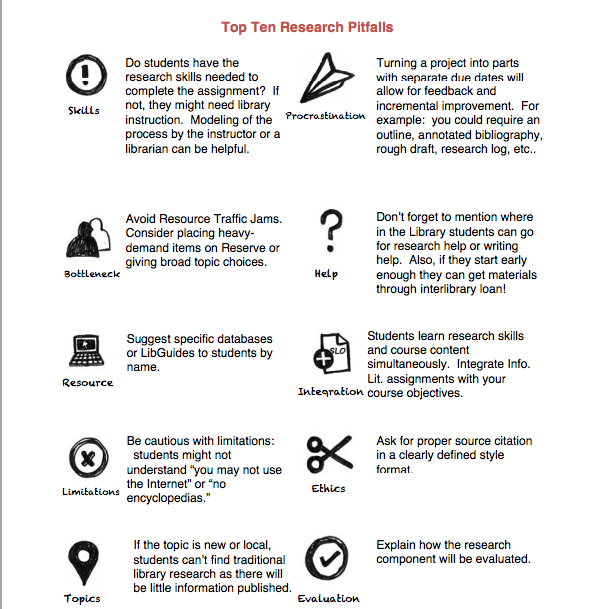 Top Ten Research Pitfalls
Do students have the
research skills needed to
complete the assignment?  If
not, they might need library
instruction.  Modeling of the
process by the instructor or a
librarian can be helpful.
Skills
Turning a project into parts
with separate due dates will
allow for feedback and
incremental improvement.  For
example:  you could require an
outline, annotated bibliography,
rough draft, research log, etc..
Procrastination
Avoid Resource Traffic Jams.
Consider placing heavy-
demand items on Reserve or
giving broad topic choices.
Bottleneck
Don't forget to mention where
in the Library students can go
for research help or writing
help.  Also, if they start early
enough they can get materials
through interlibrary loan!
Help
Suggest specific databases
or LibGuides to students by
name.
Resource
Students learn research skills
and course content
simultaneously.  Integrate Info.
Lit. assignments with your
course objectives.
SLO
Integration
Be cautious with limitations:
students might not
understand “you may not use
the Internet” or “no
encyclopedias.”
Limitations
Ask for proper source citation
in a clearly defined style
format.
Ethics
If the topic is new or local,
students can't find traditional
library research as there will
be little information published.
Topics
Explain how the research
component will be evaluated.
Evaluation